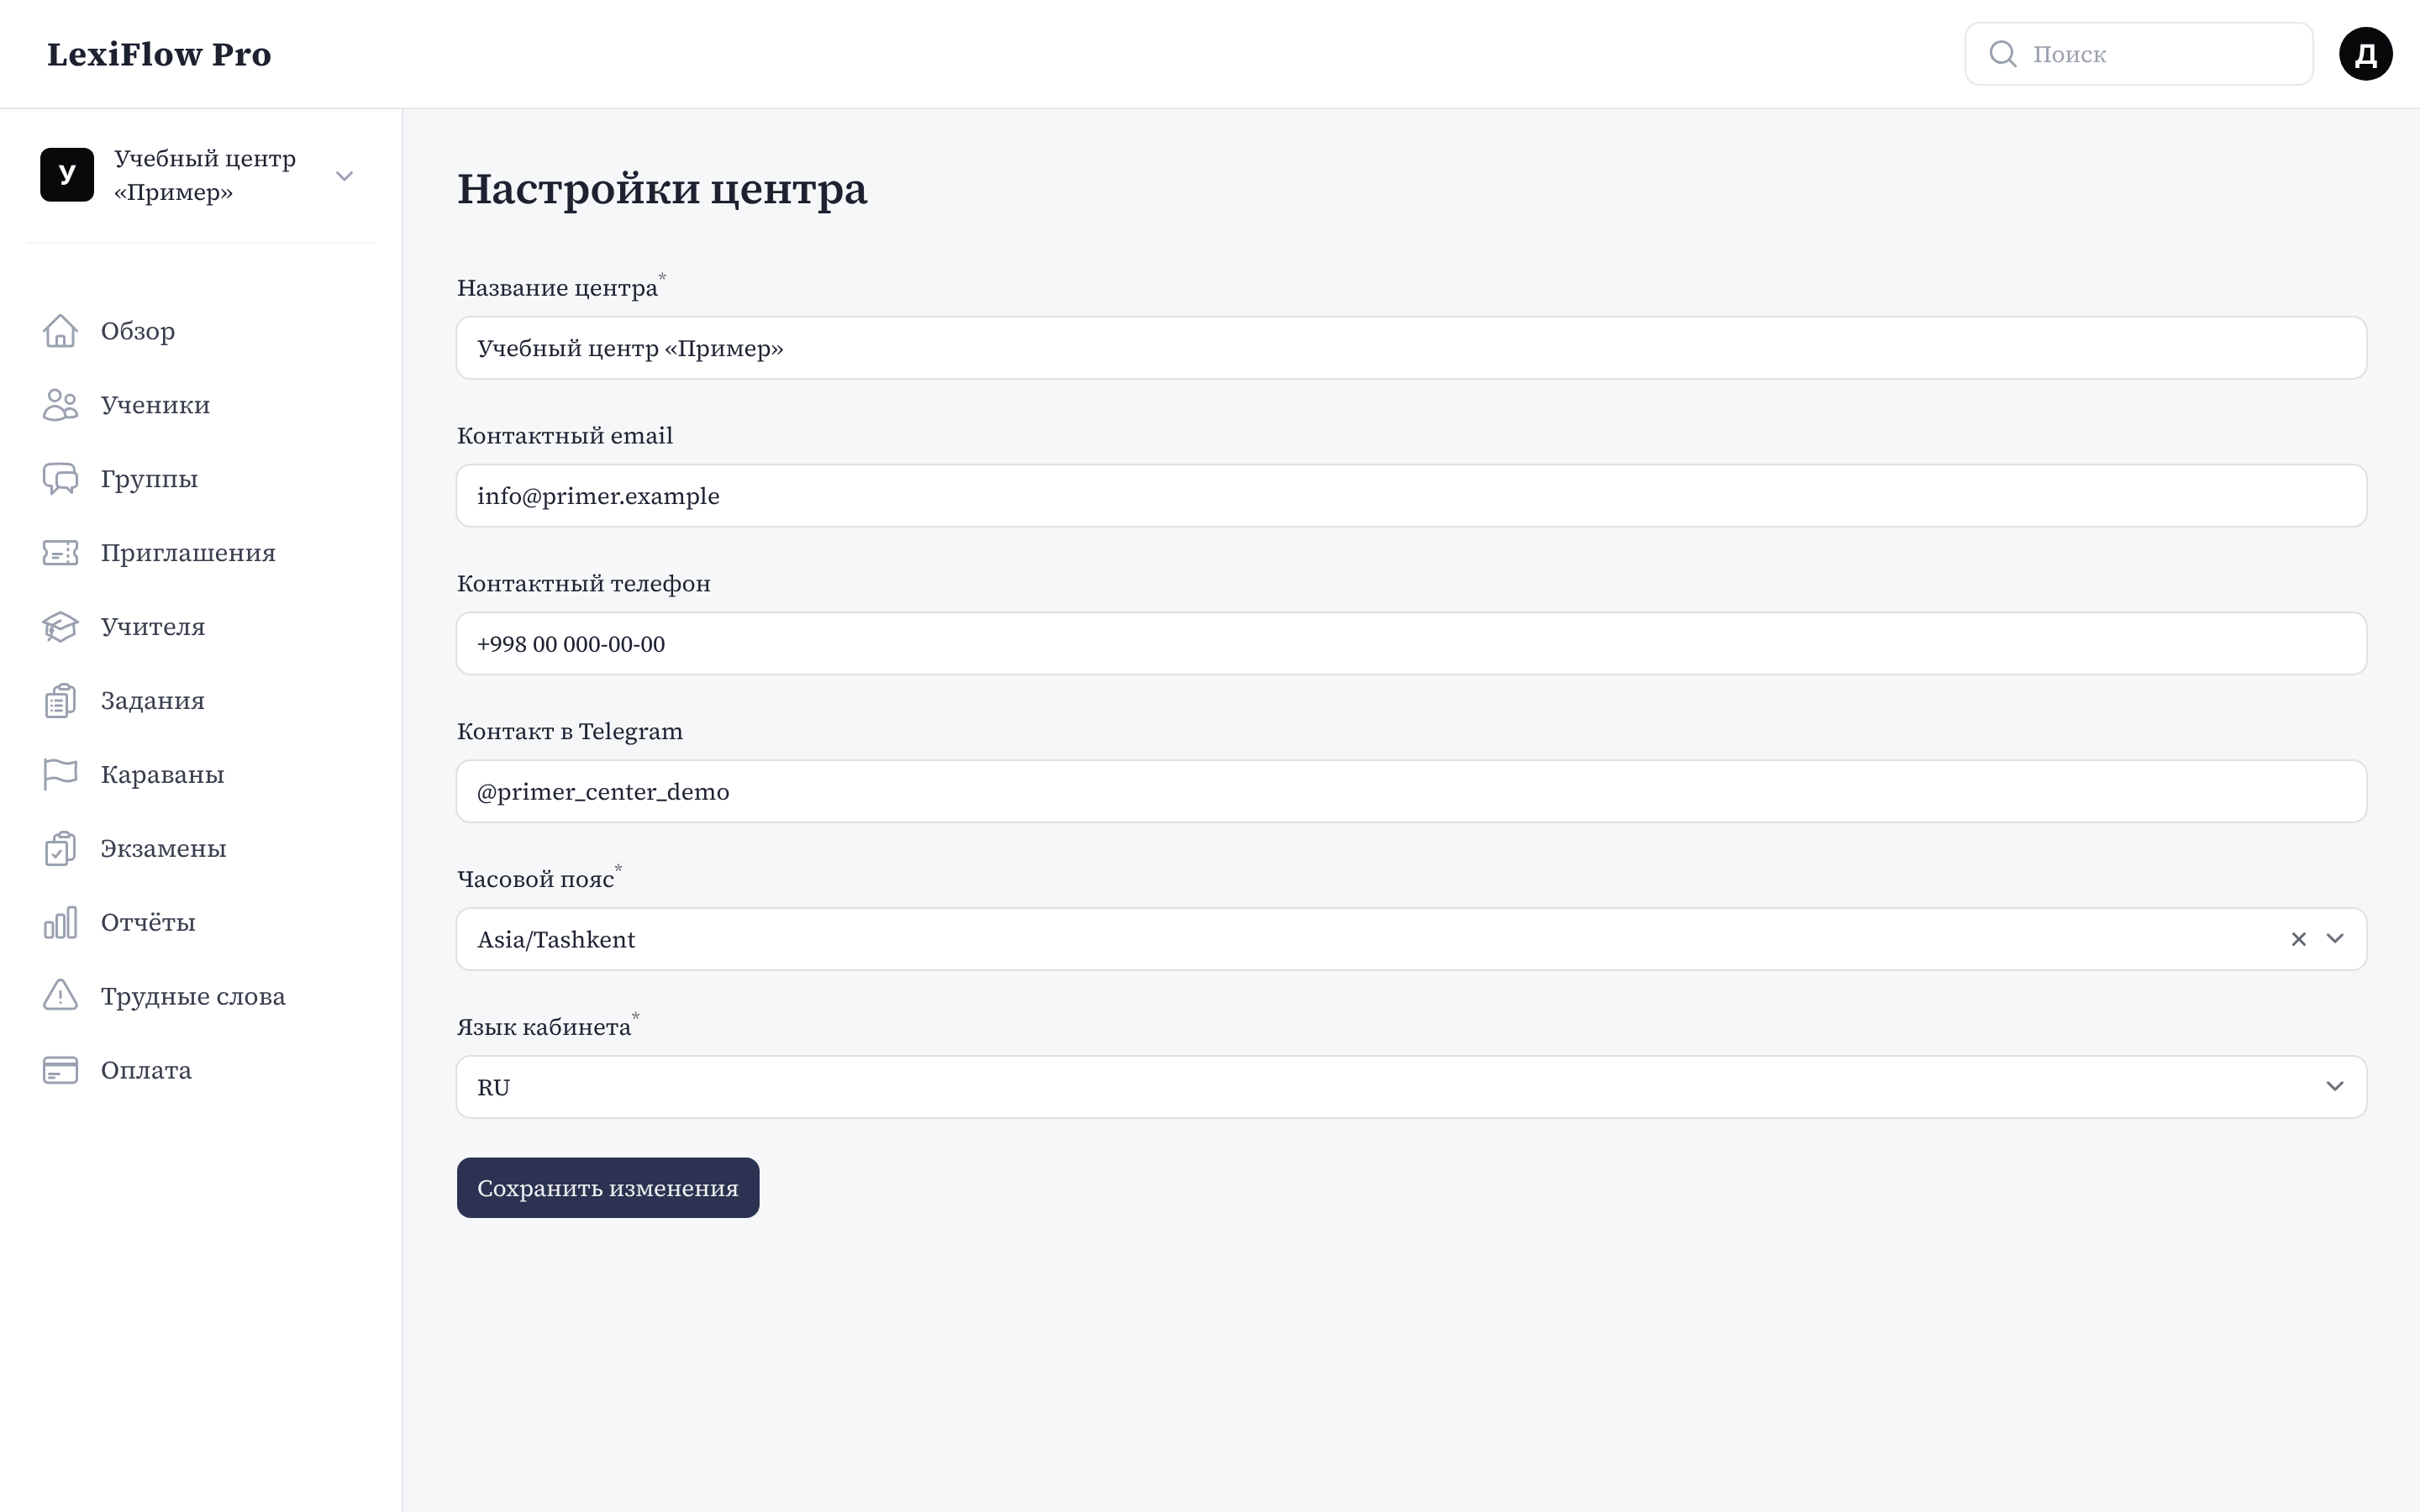 LexiFlow Pro
Поиск
Д
У
Учебный центр
«Пример»
Обзор
Ученики
Группы
Приглашения
Учителя
Задания
Караваны
Экзамены
Отчёты
Трудные слова
Оплата
Настройки центра
Название центра*
Учебный центр «Пример»
Контактный email
info@primer.example
Контактный телефон
+998 00 000-00-00
Контакт в Telegram
@primer_center_demo
Часовой пояс*
Asia/Tashkent
Язык кабинета*
RU
Сохранить изменения